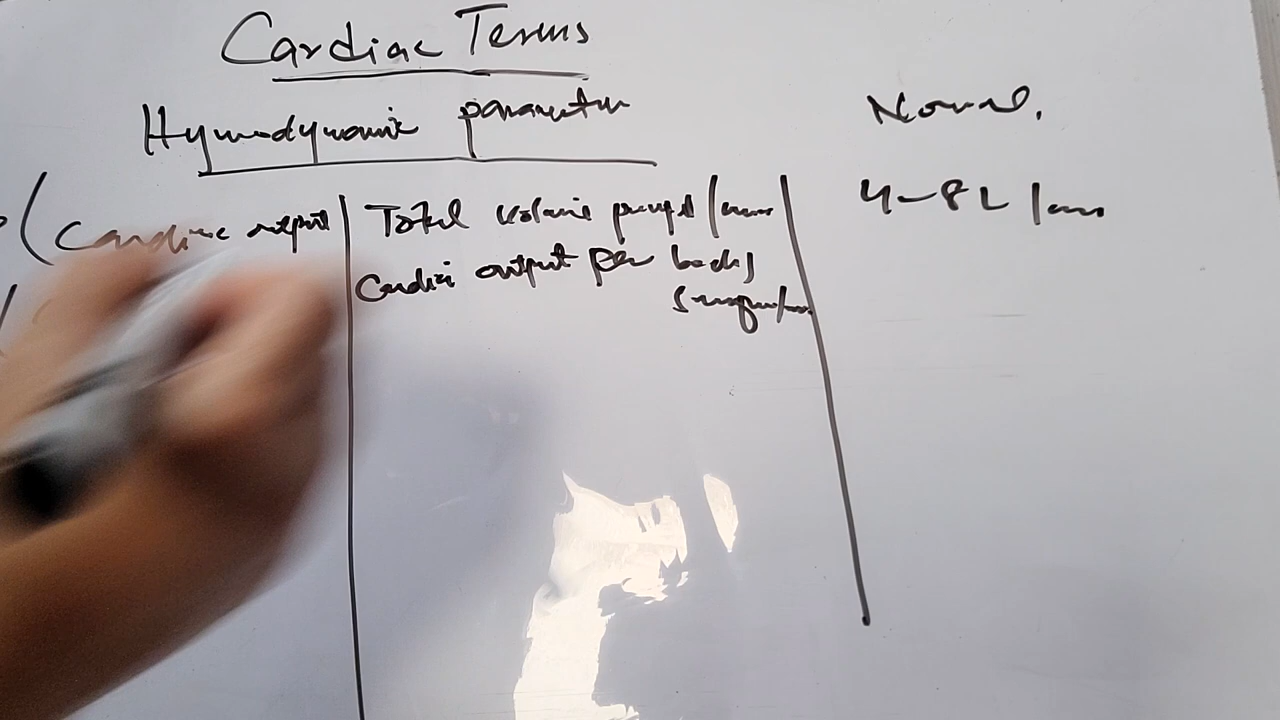 Cardiac Terms
Hymodynamic parameter
Normal.
(Cardiac output
Total volume pumped /min
4-8 L /min
Cardiac output per body